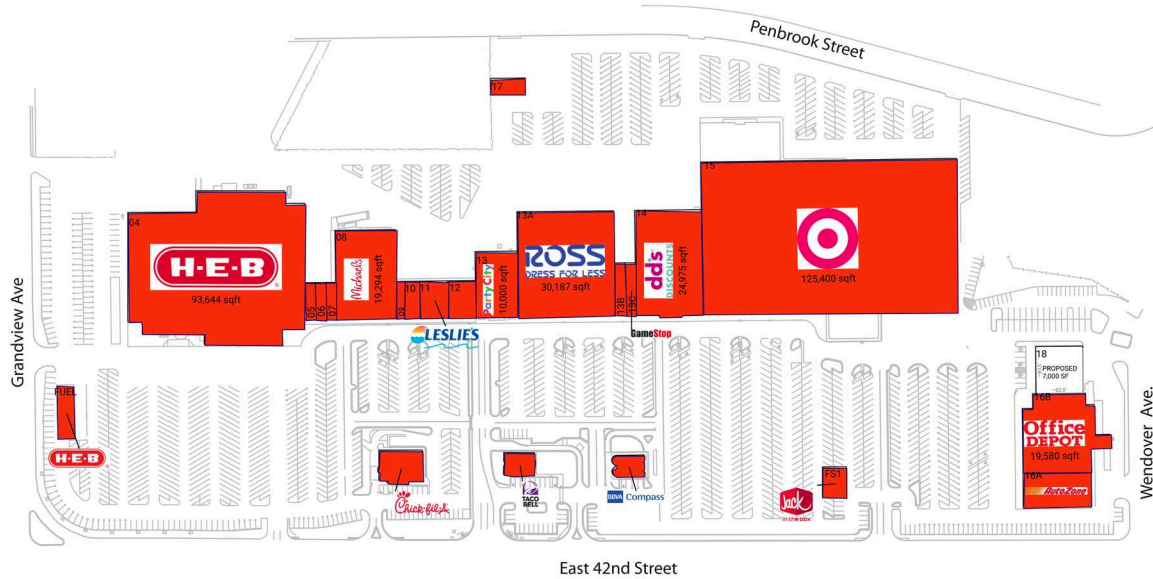 Penbrook Street
17
15
04
H-E-B
93,644 sqft
08
Michaels
19,294 sqft
05
06
07
09
10
11
12
LESLIE'S
13
PartyCity
10,000 sqft
13A
ROSS
DRESS FOR LESS
30,187 sqft
13B
13C
GameStop
14
dd's
DISCOUNTS
24,975 sqft
125,400 sqft
Grandview Ave
FUEL
H-E-B
Chick-fil-A
TACO
BELL
BBVA Compass
FS1
Jack
in the box
18
PROPOSED
7,000 SF
16B
Office
DEPOT
19,580 sqft
16A
AutoZone
Wendover Ave.
East 42nd Street